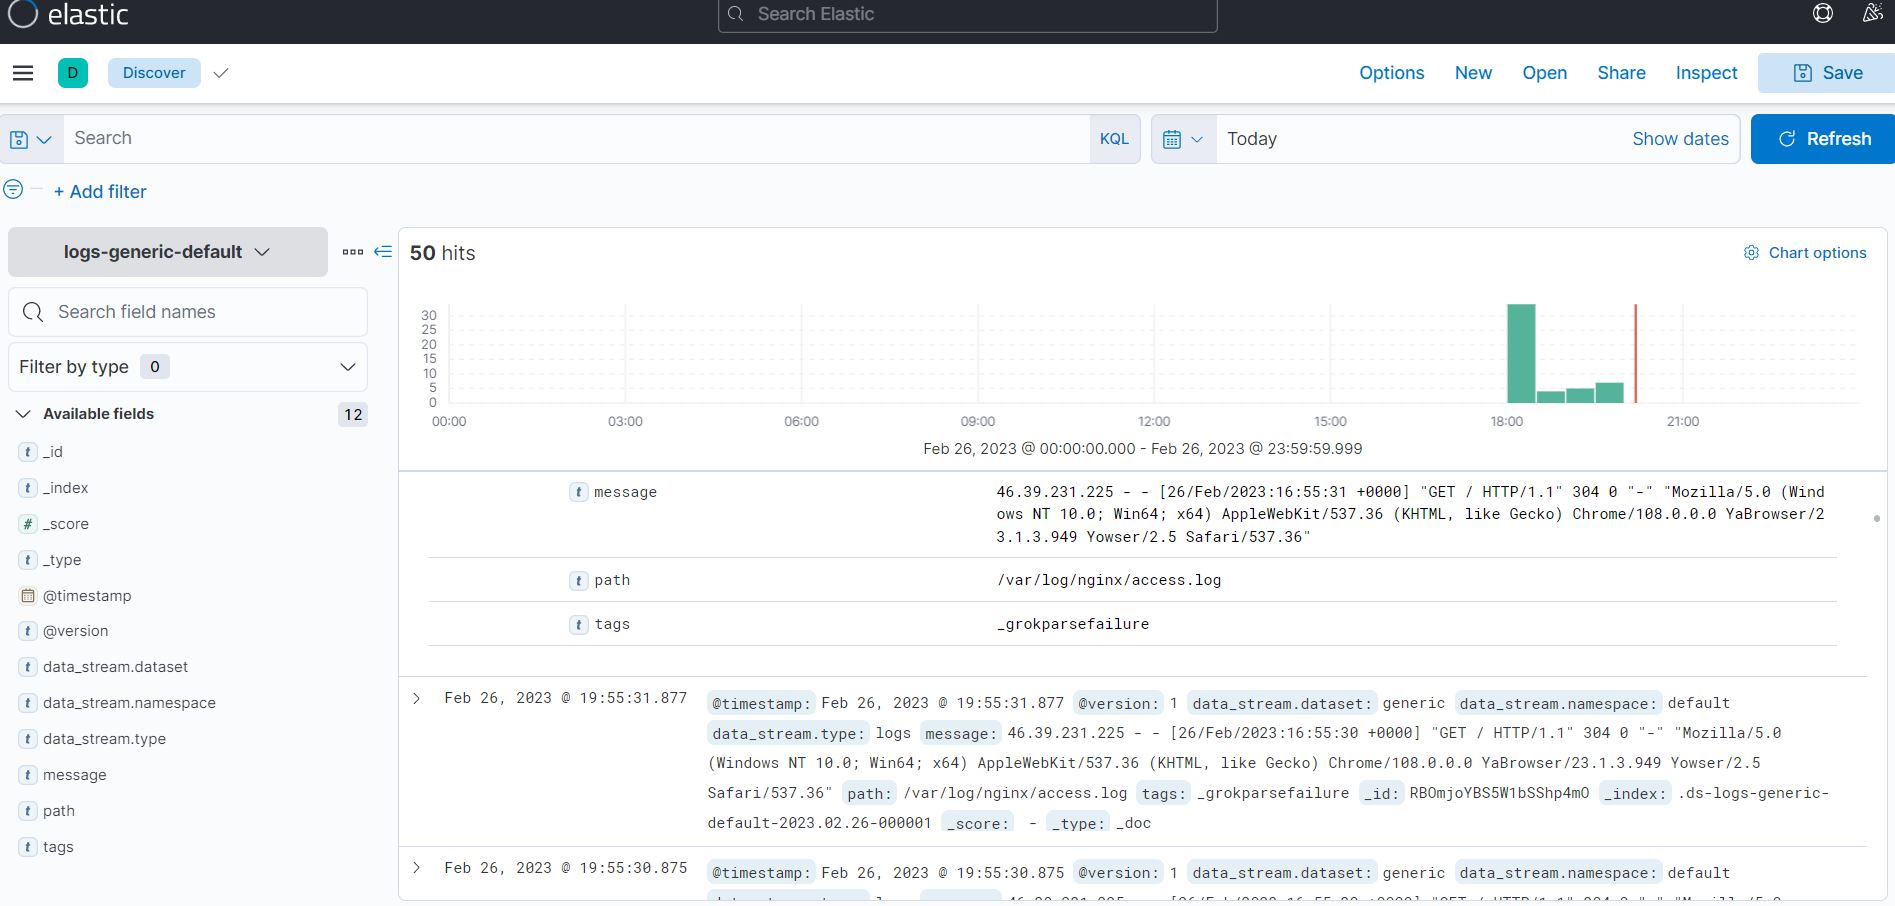 elastic
Search Elastic
D
Discover
Options New Open Share Inspect Save
Search
KQL
Today
Show dates
Refresh
+ Add filter
logs-generic-default
Search field names
Filter by type 0
Available fields 12
t _id
t _index
# _score
t _type
@timestamp
t @version
t data_stream.dataset
t data_stream.namespace
t data_stream.type
t message
t path
t tags
50 hits
Chart options
30
25
20
15
10
5
0
00:00 03:00 06:00 09:00 12:00 15:00 18:00 21:00
Feb 26, 2023 @ 00:00:00.000 - Feb 26, 2023 @ 23:59:59.999
t message
46.39.231.225 - - [26/Feb/2023:16:55:31 +0000] "GET / HTTP/1.1" 304 0 "-" "Mozilla/5.0 (Wind
ows NT 10.0; Win64; x64) AppleWebKit/537.36 (KHTML, like Gecko) Chrome/108.0.0.0 YaBrowser/2
3.1.3.949 Yowser/2.5 Safari/537.36"
t path /var/log/nginx/access.log
t tags _grokparsefailure
Feb 26, 2023 @ 19:55:31.877
@timestamp: Feb 26, 2023 @ 19:55:31.877 @version: 1 data_stream.dataset: generic data_stream.namespace: default
data_stream.type: logs message: 46.39.231.225 - - [26/Feb/2023:16:55:30 +0000] "GET / HTTP/1.1" 304 0 "-" "Mozilla/5.0
(Windows NT 10.0; Win64; x64) AppleWebKit/537.36 (KHTML, like Gecko) Chrome/108.0.0.0 YaBrowser/23.1.3.949 Yowser/2.5
Safari/537.36" path: /var/log/nginx/access.log tags: _grokparsefailure _id: RBOmjoYBS5W1bSShp4mO _index: .ds-logs-generic-
default-2023.02.26-000001 _score: - _type: _doc
Feb 26, 2023 @ 19:55:30.875
@timestamp: Feb 26, 2023 @ 19:55:30.875 @version: 1 data_stream.dataset: generic data_stream.namespace: default